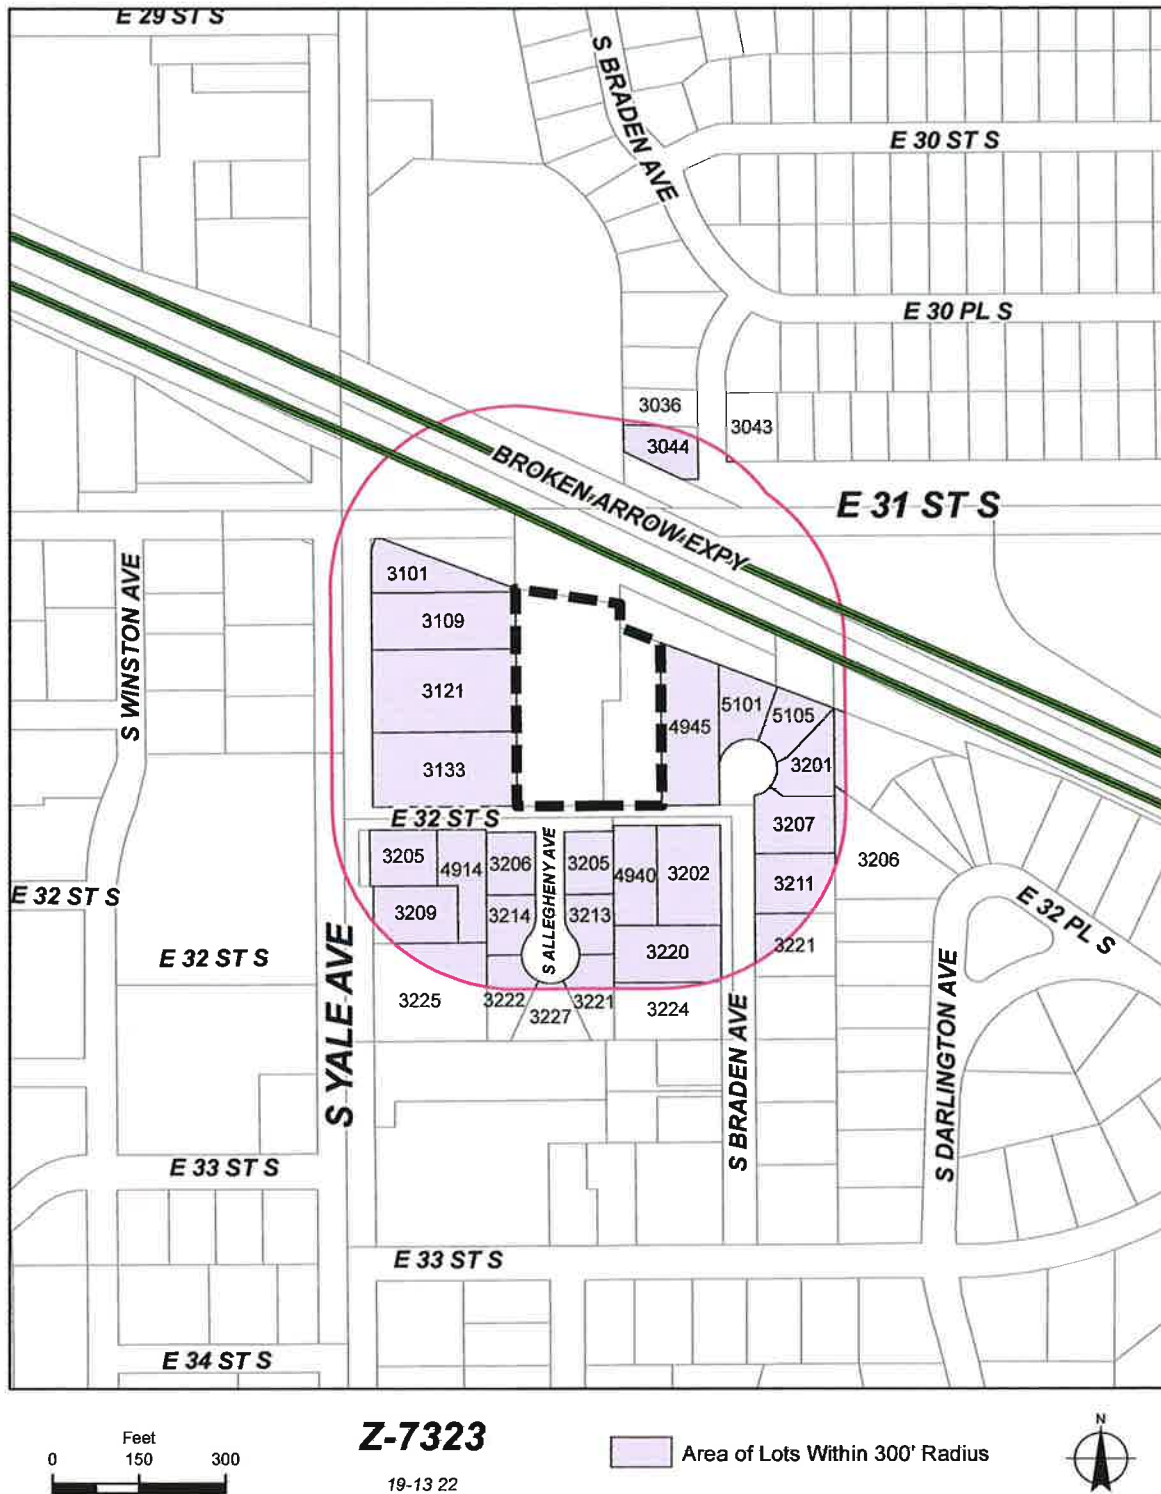 E 29 ST S
S BRADEN AVE
E 30 ST S
E 30 PL S
3036
3043
3044
BROKEN ARROW EXPY
E 31 ST S
3101
3109
3121
3133
S WINSTON AVE
4945
5101
5105
3201
3207
E 32 ST S
3205
4914
3206
S ALLEGHENY AVE
3205
4940
3202
3211
3206
3209
3214
3213
E 32 ST S
E 32 PL S
E 32 ST S
3220
3221
S YALE AVE
3225
3222
3227
3221
3224
S BRADEN AVE
S DARLINGTON AVE
E 33 ST S
E 33 ST S
E 34 ST S
Feet
0 150 300
Z-7323
19-13 22
Area of Lots Within 300' Radius
N